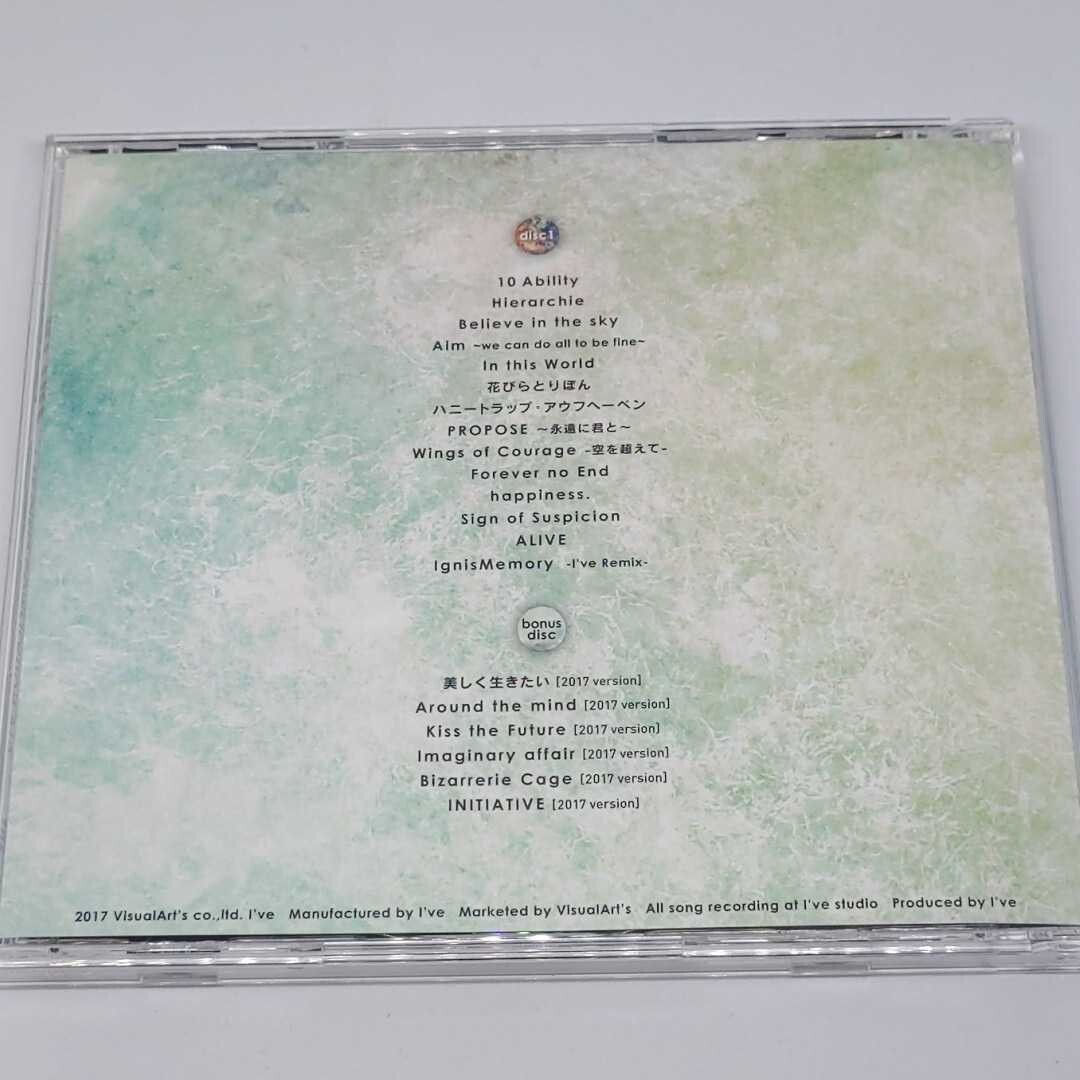 disc1
10 Ability
Hierarchie
Believe in the sky
Aim ~we can do all to be fine~
In this World
花びらとりぼん
ハニートラップ・アウフヘーベン
PROPOSE ～永遠に君と～
Wings of Courage -空を超えて-
Forever no End
happiness.
Sign of Suspicion
ALIVE
IgnisMemory -I've Remix-
bonus
disc
美しく生きたい [2017 version]
Around the mind [2017 version]
Kiss the Future [2017 version]
Imaginary affair [2017 version]
Bizarrerie Cage [2017 version]
INITIATIVE [2017 version]
2017 VisualArt's co.,ltd. I've Manufactured by I've Marketed by VisualArt's All song recording at I've studio Produced by I've